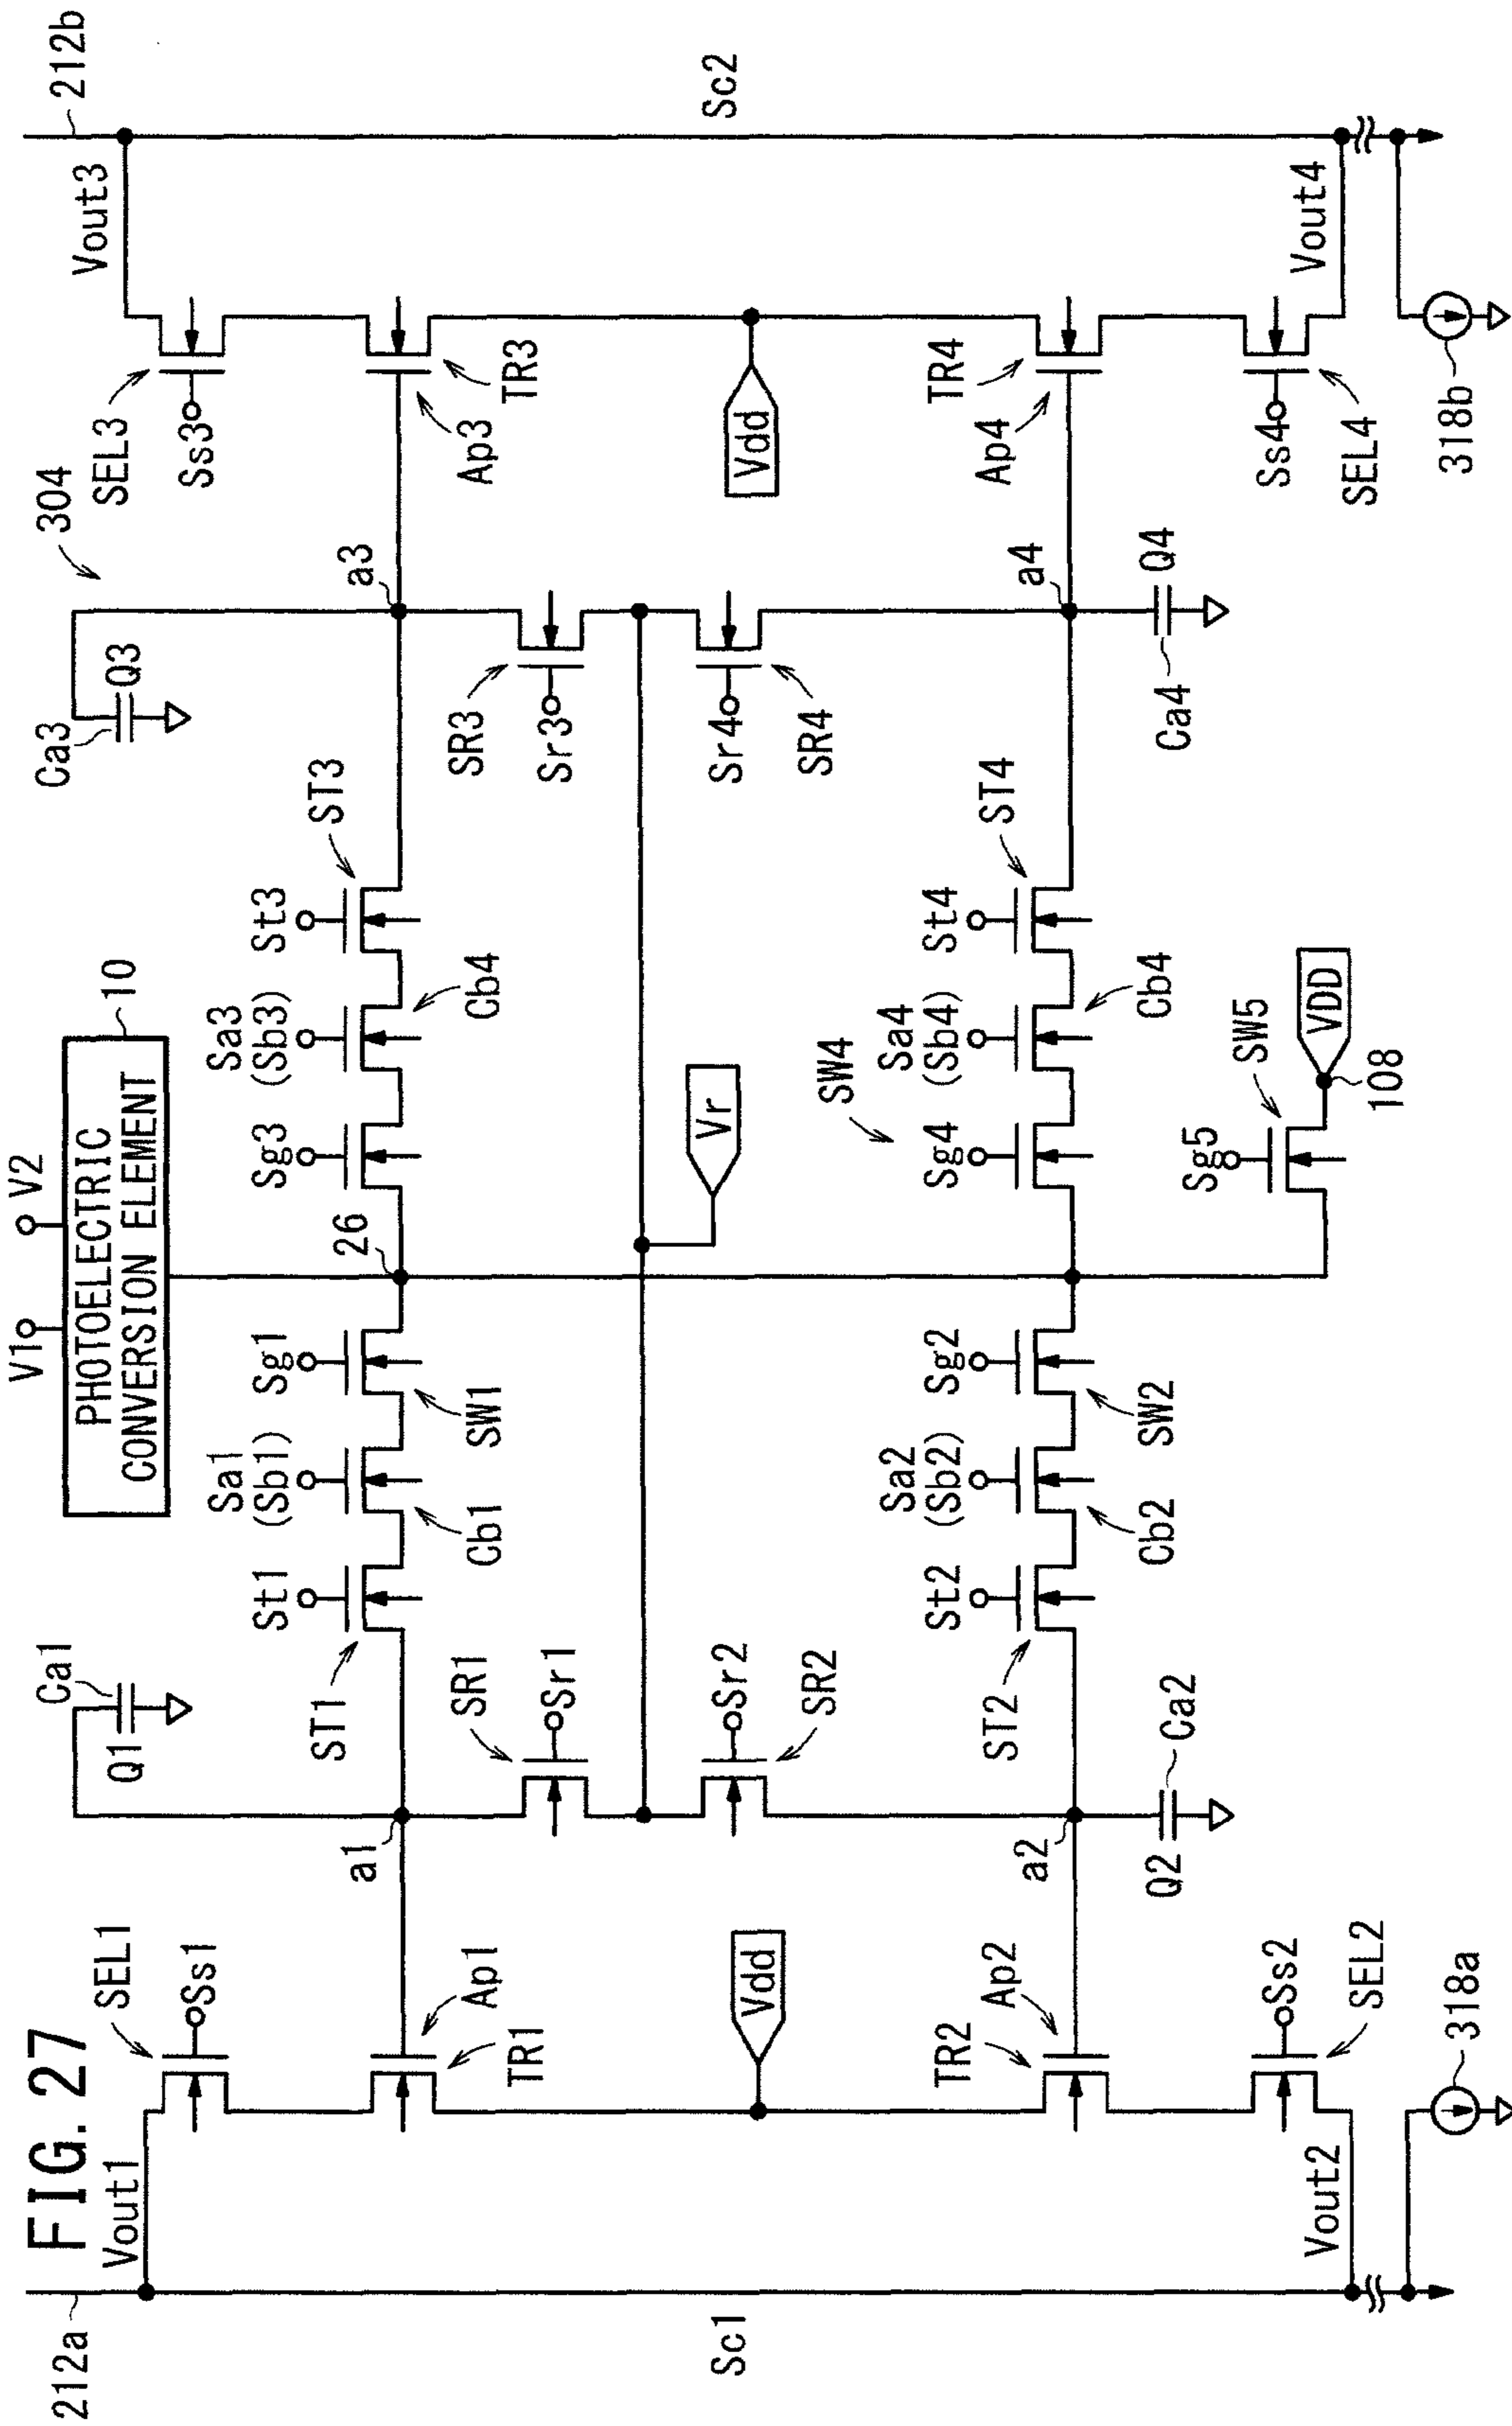 FIG. 27
212a
Vout1
SEL1
Ss1
Ca1
Q1
V1
V2
PHOTOELECTRIC
CONVERSION ELEMENT
10
Ca3
Q3
304
SEL3
Ss3
Vout3
212b
a1
Ap1
TR1
ST1
St1
Sa1
(Sb1)
Cb1
Sg1
SW1
26
Sg3
Sa3
(Sb3)
Cb4
St3
ST3
a3
Ap3
TR3
SR1
Sr1
SR3
Sr3
Sc1
Vdd
Vr
Vdd
Sc2
Sr2
SR2
Sr4
SR4
TR2
Ap2
a2
ST2
St2
Sa2
(Sb2)
Cb2
Sg2
SW2
SW4
Sg4
Sa4
(Sb4)
Cb4
St4
ST4
a4
Ap4
TR4
Q2
Ca2
Sg5
SW5
VDD
108
Ca4
Q4
Ss2
SEL2
Vout2
Ss4
SEL4
Vout4
318a
318b